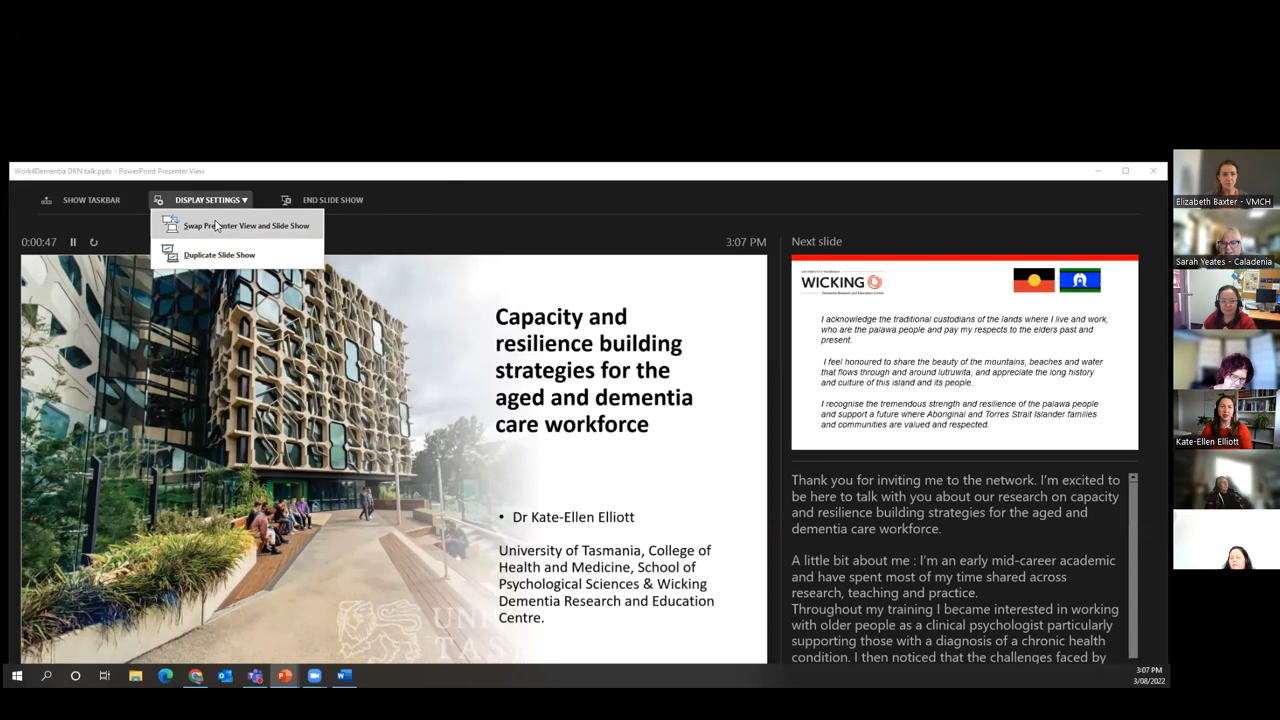 Work4Dementia DKN talk.pptx - PowerPoint Presenter View
SHOW TASKBAR
DISPLAY SETTINGS ▼
END SLIDE SHOW
Swap Presenter View and Slide Show
Duplicate Slide Show
0:00:47
3:07 PM
Capacity and
resilience building
strategies for the
aged and dementia
care workforce
• Dr Kate-Ellen Elliott
University of Tasmania, College of
Health and Medicine, School of
Psychological Sciences & Wicking
Dementia Research and Education
Centre.
Next slide
WICKING
Dementia Research and Education Centre
I acknowledge the traditional custodians of the lands where I live and work,
who are the palawa people and pay my respects to the elders past and
present.
I feel honoured to share the beauty of the mountains, beaches and water
that flows through and around lutruwita, and appreciate the long history
and culture of this island and its people.
I recognise the tremendous strength and resilience of the palawa people
and support a future where Aboriginal and Torres Strait Islander families
and communities are valued and respected.
Thank you for inviting me to the network. I'm excited to
be here to talk with you about our research on capacity
and resilience building strategies for the aged and
dementia care workforce.
A little bit about me : I'm an early mid-career academic
and have spent most of my time shared across
research, teaching and practice.
Throughout my training I became interested in working
with older people as a clinical psychologist particularly
supporting those with a diagnosis of a chronic health
condition. I then noticed that the challenges faced by
Elizabeth Baxter - VMCH
Sarah Yeates - Caladenia
Kate-Ellen Elliott
3:07 PM
3/08/2022